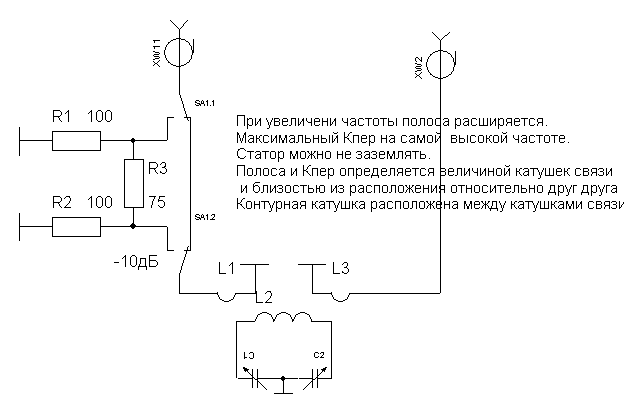 XW11
XW2
SA1.1
R1 100
При увеличени частоты полоса расширяется.
Максимальный Кпер на самой высокой частоте.
Статор можно не заземлять.
Полоса и Кпер определяется величиной катушек связи
и близостью из расположения относительно друг друга
Контурная катушка расположена между катушками связи
R3
75
R2 100
SA1.2
-10дБ
L1
L3
L2
C1
C2